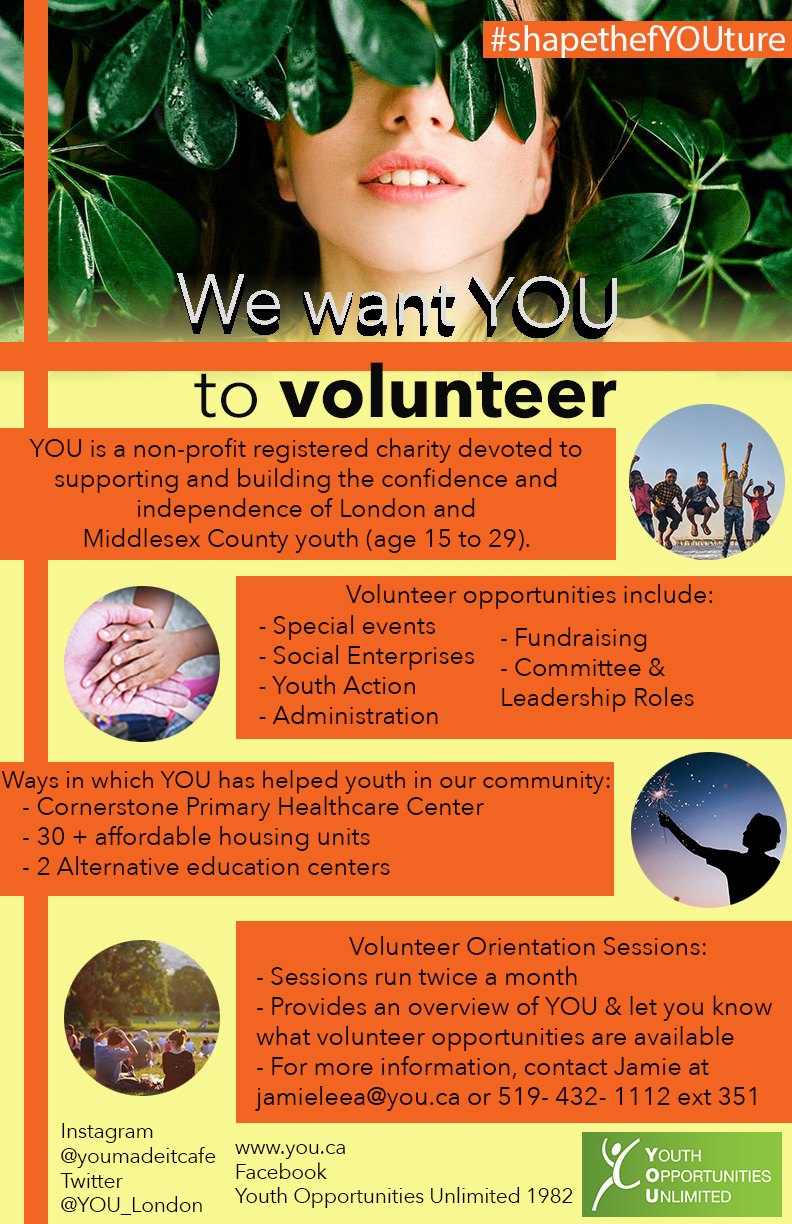 #shapethefYOUture
We want YOU
to volunteer
YOU is a non-profit registered charity devoted to
supporting and building the confidence and
independence of London and
Middlesex County youth (age 15 to 29).
Volunteer opportunities include:
- Special events
- Social Enterprises
- Youth Action
- Administration
- Fundraising
- Committee &
Leadership Roles
Ways in which YOU has helped youth in our community:
- Cornerstone Primary Healthcare Center
- 30 + affordable housing units
- 2 Alternative education centers
Volunteer Orientation Sessions:
- Sessions run twice a month
- Provides an overview of YOU & let you know
what volunteer opportunities are available
- For more information, contact Jamie at
jamieleea@you.ca or 519- 432- 1112 ext 351
Instagram
@youmadeitcafe
Twitter
@YOU_London
www.you.ca
Facebook
Youth Opportunities Unlimited 1982
YOUTH
OPPORTUNITIES
UNLIMITED